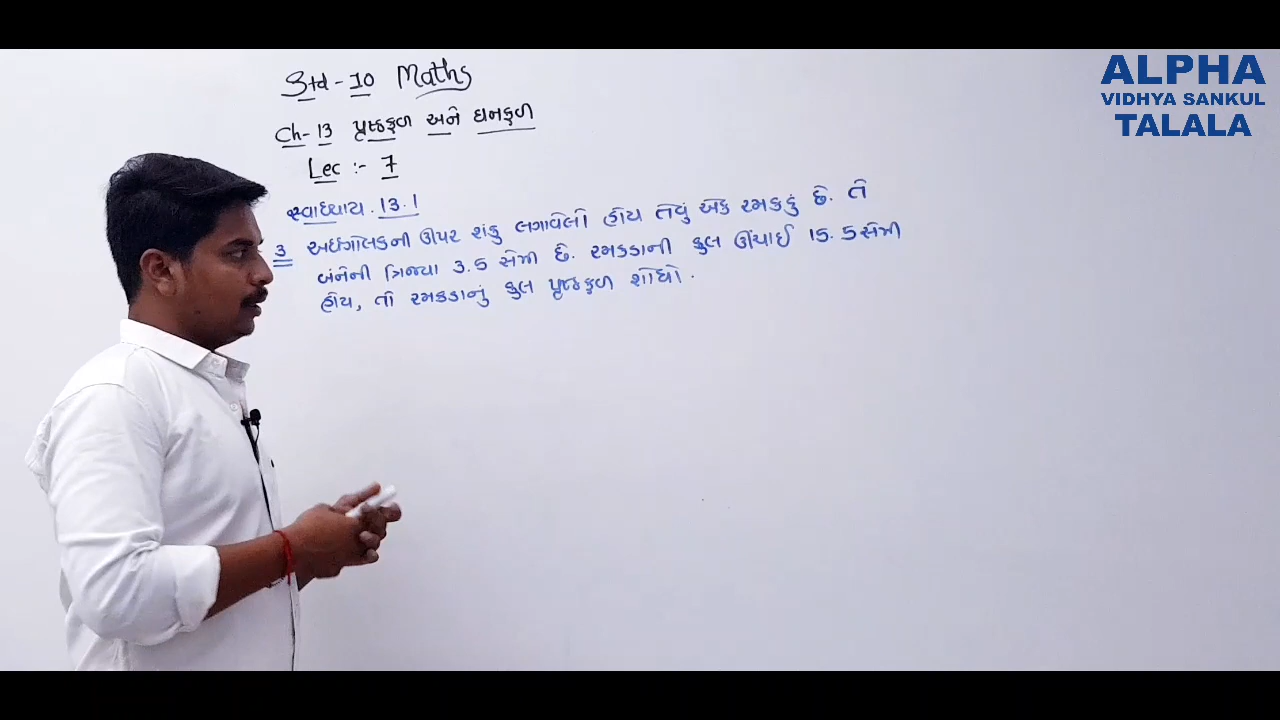 Std - 10 Maths
Ch - 13 પૃષ્ઠફળ અને ઘનફળ
Lec :- 7
સ્વાધ્યાય . 13.1
3 અર્ધગોલકની ઊપર શંકુ લગાવેલો હોય તેવું એક રમકડું છે. તે
બંનેની ત્રિજ્યા 3.5 સેમી છે. રમકડાની કુલ ઊંચાઈ 15.5 સેમી
હોય, તો રમકડાનું કુલ પૃષ્ઠફળ શોધો.
ALPHA
VIDHYA SANKUL
TALALA